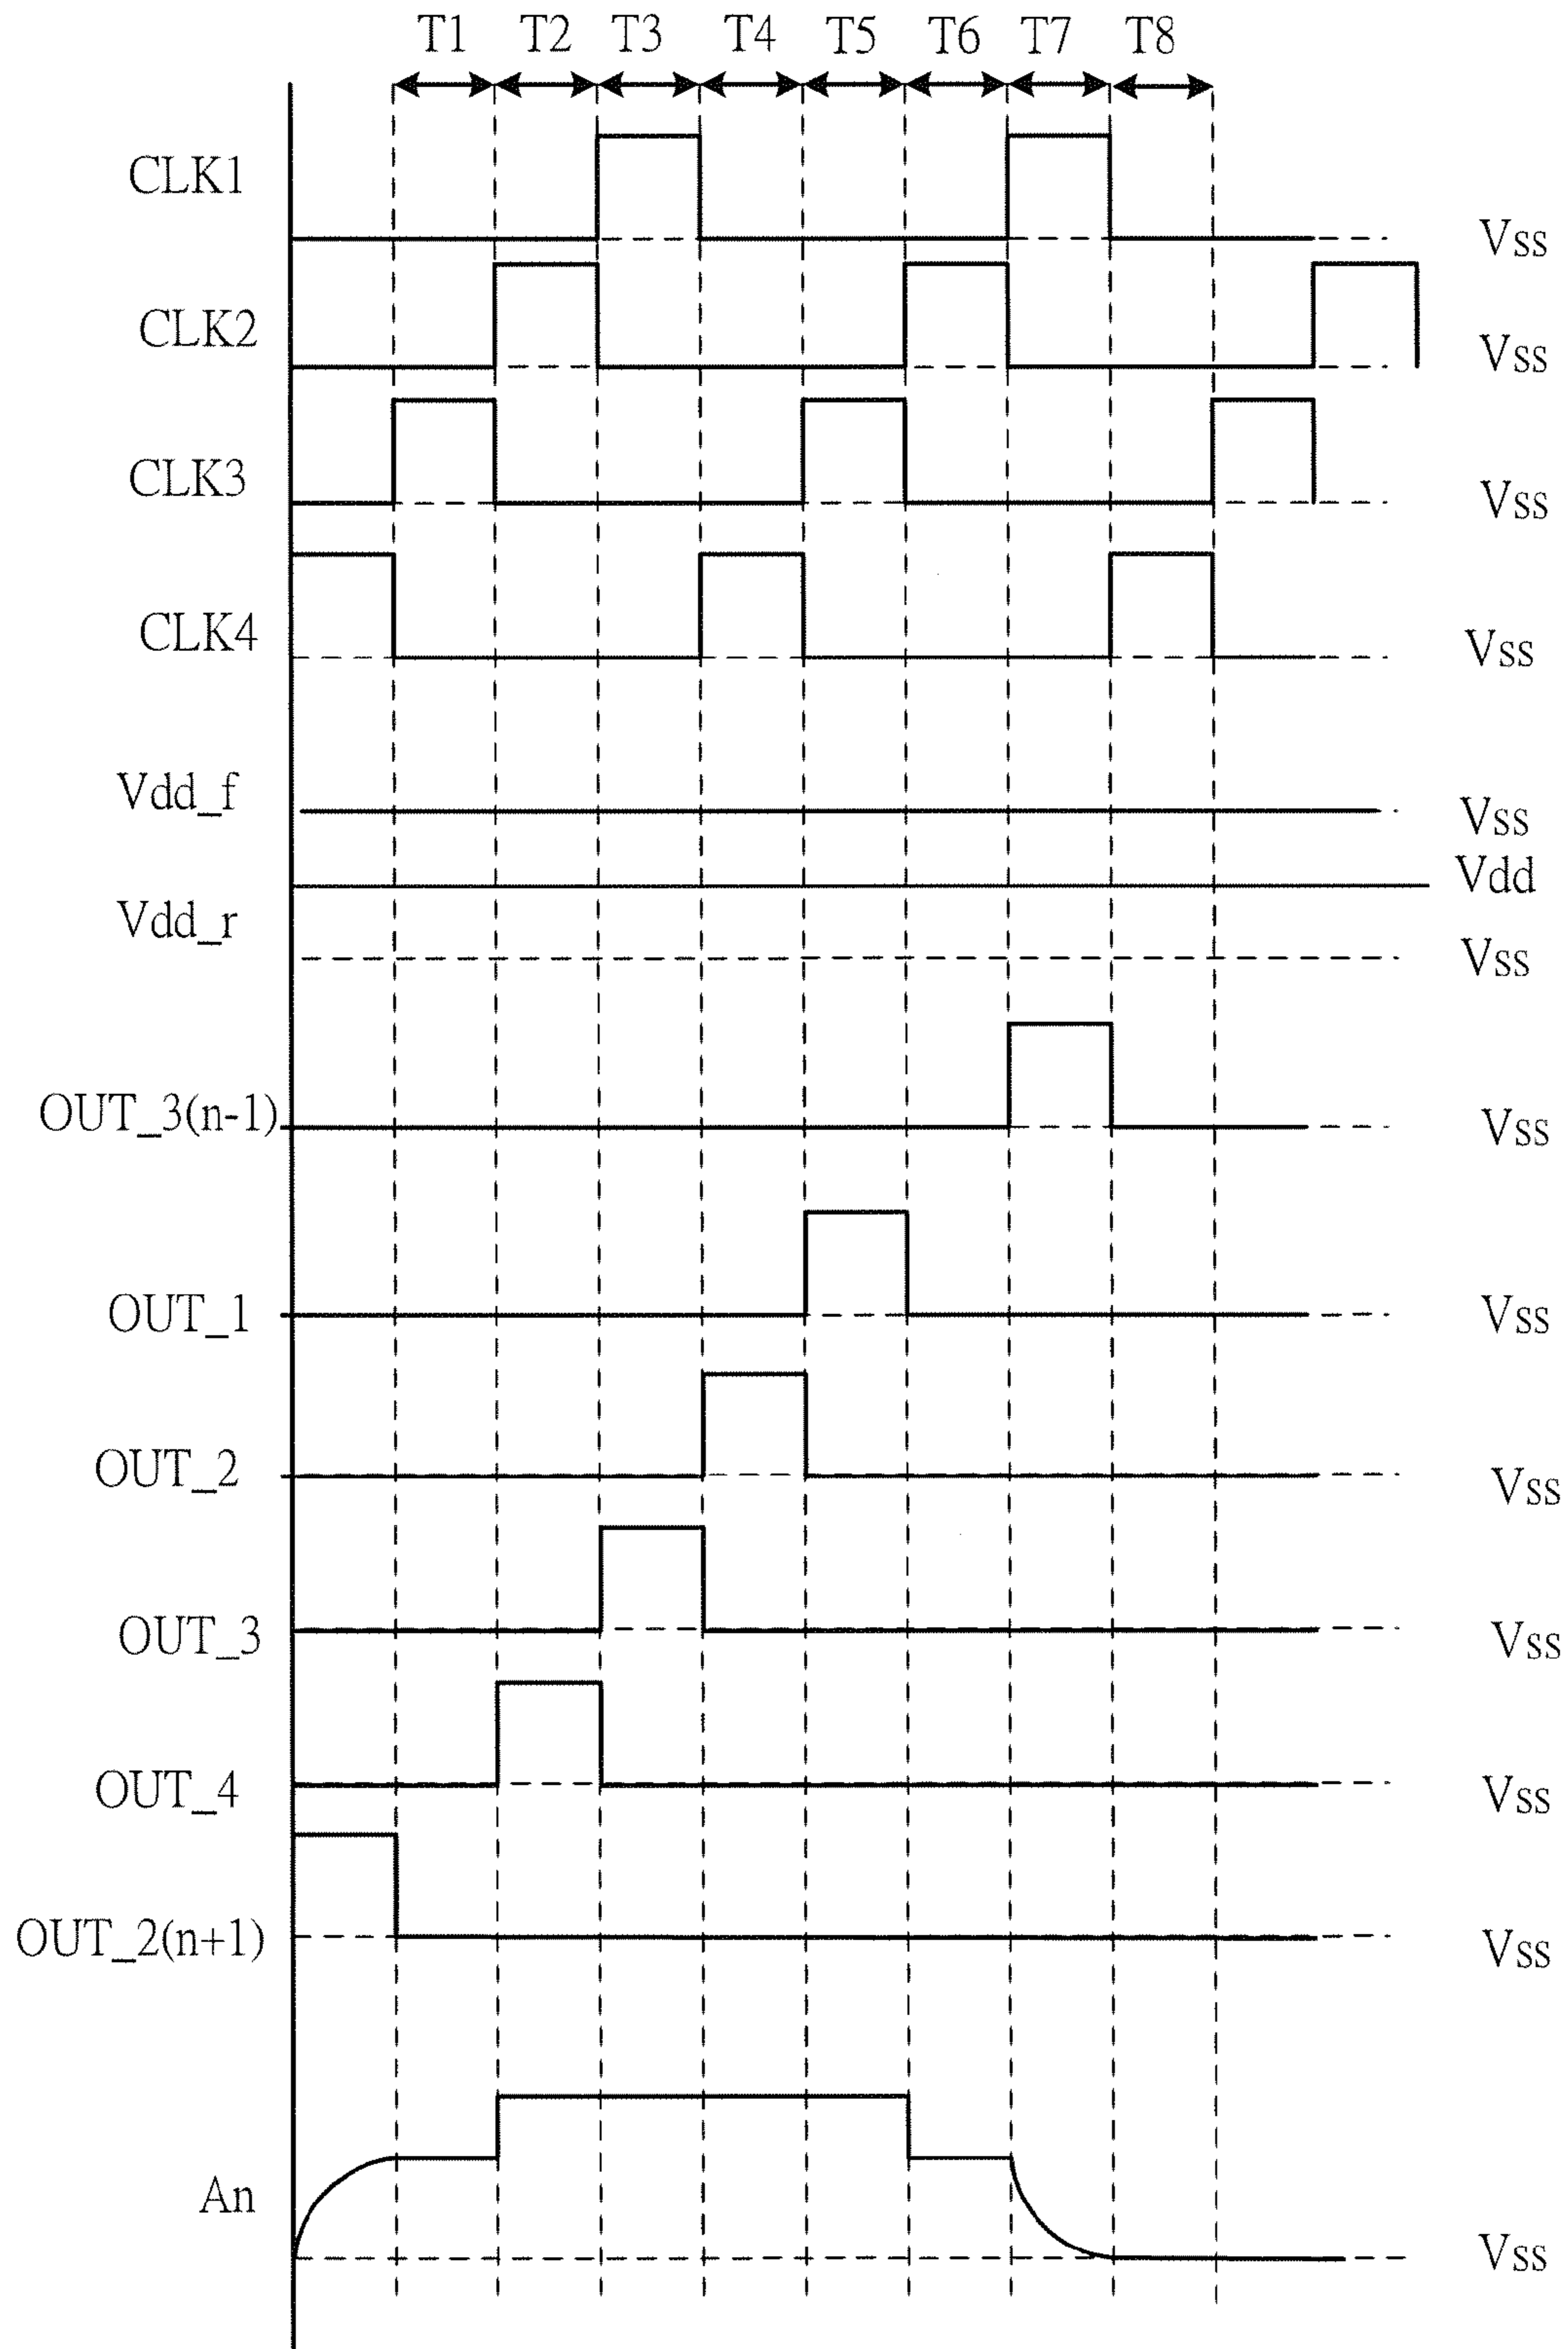 T1 T2 T3 T4 T5 T6 T7 T8
CLK1 Vss
CLK2 Vss
CLK3 Vss
CLK4 Vss
Vdd_f Vss
Vdd
Vdd_r Vss
OUT_3(n-1) Vss
OUT_1 Vss
OUT_2 Vss
OUT_3 Vss
OUT_4 Vss
OUT_2(n+1) Vss
An Vss